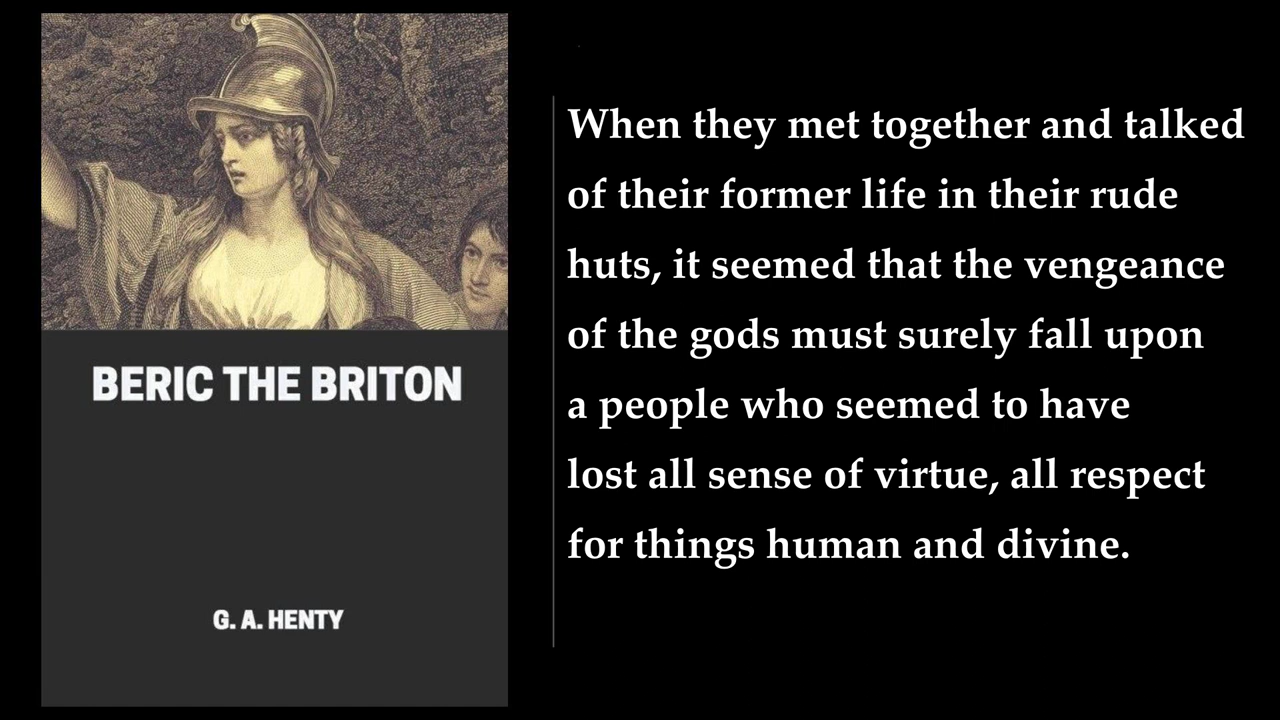 BERIC THE BRITON
G. A. HENTY
When they met together and talked
of their former life in their rude
huts, it seemed that the vengeance
of the gods must surely fall upon
a people who seemed to have
lost all sense of virtue, all respect
for things human and divine.